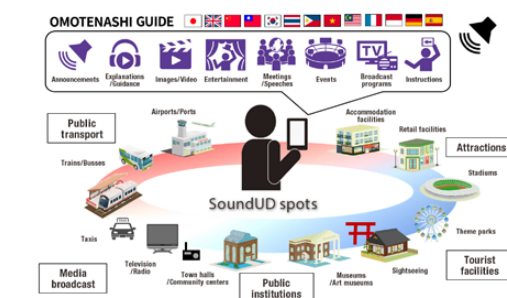 OMOTENASHI GUIDE
Announcements
Explanations
/Guidance
Images/Video
Entertainment
Meetings
/Speeches
Events
TV
Broadcast
programs
Instructions
Public
transport
Airports/Ports
Accommodation
facilities
Retail facilities
Attractions
Trains/Busses
Stadiums
SoundUD spots
Taxis
Theme parks
Television
/Radio
Town halls
/Community centers
Museums
/Art museums
Sightseeing
Media
broadcast
Public
institutions
Tourist
facilities